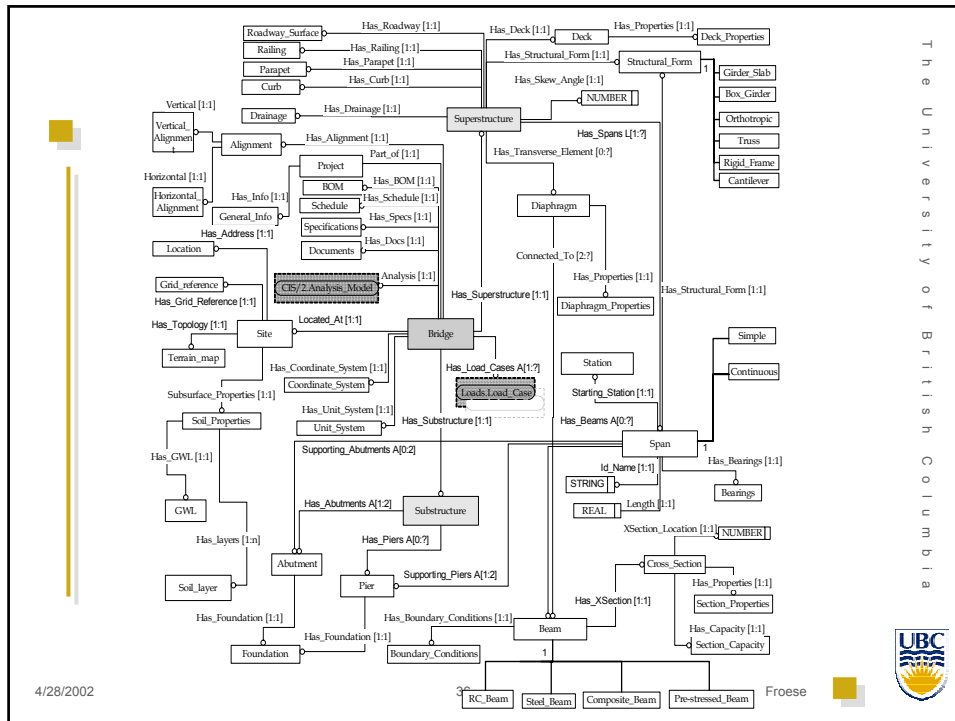 Has_Roadway [1:1]
Roadway_Surface
Has_Railing [1:1]
Railing
Has_Parapet [1:1]
Parapet
Has_Curb [1:1]
Curb
Has_Drainage [1:1]
Drainage
Superstructure
Has_Deck [1:1]
Deck
Has_Properties [1:1]
Deck_Properties
Has_Structural_Form [1:1]
Structural_Form
1
Has_Skew_Angle [1:1]
NUMBER
Girder_Slab
Box_Girder
Orthotropic
Truss
Rigid_Frame
Cantilever
Vertical [1:1]
Vertical_
Alignmen
t
Alignment
Has_Alignment [1:1]
Horizontal [1:1]
Horizontal_
Alignment
Project
Part_of [1:1]
Has_Info [1:1]
General_Info
BOM
Has_BOM [1:1]
Schedule
Has_Schedule [1:1]
Specifications
Has_Specs [1:1]
Documents
Has_Docs [1:1]
Has_Address [1:1]
Location
Grid_reference
Has_Grid_Reference [1:1]
CIS/2.Analysis_Model
Analysis [1:1]
Has_Spans L[1:?]
Has_Transverse_Element [0:?]
Diaphragm
Connected_To [2:?]
Has_Properties [1:1]
Diaphragm_Properties
Has_Superstructure [1:1]
Has_Structural_Form [1:1]
Has_Topology [1:1]
Site
Located_At [1:1]
Bridge
Terrain_map
Has_Coordinate_System [1:1]
Coordinate_System
Has_Load_Cases A[1:?]
Loads.Load_Case
Station
Starting_Station [1:1]
Simple
Continuous
Subsurface_Properties [1:1]
Soil_Properties
Has_Unit_System [1:1]
Unit_System
Has_Substructure [1:1]
Has_Beams A[0:?]
Span
1
Supporting_Abutments A[0:2]
Has_GWL [1:1]
GWL
Id_Name [1:1]
STRING
Has_Bearings [1:1]
Bearings
Length [1:1]
REAL
Has_Abutments A[1:2]
Substructure
Has_layers [1:n]
Soil_layer
Abutment
Has_Piers A[0:?]
Pier
Supporting_Piers A[1:2]
XSection_Location [1:1]
NUMBER
Cross_Section
Has_Properties [1:1]
Section_Properties
Has_XSection [1:1]
Has_Foundation [1:1]
Has_Foundation [1:1]
Foundation
Has_Boundary_Conditions [1:1]
Boundary_Conditions
Beam
1
Has_Capacity [1:1]
Section_Capacity
RC_Beam
Steel_Beam
Composite_Beam
Pre-stressed_Beam
The University of British Columbia
UBC
4/28/2002
Froese